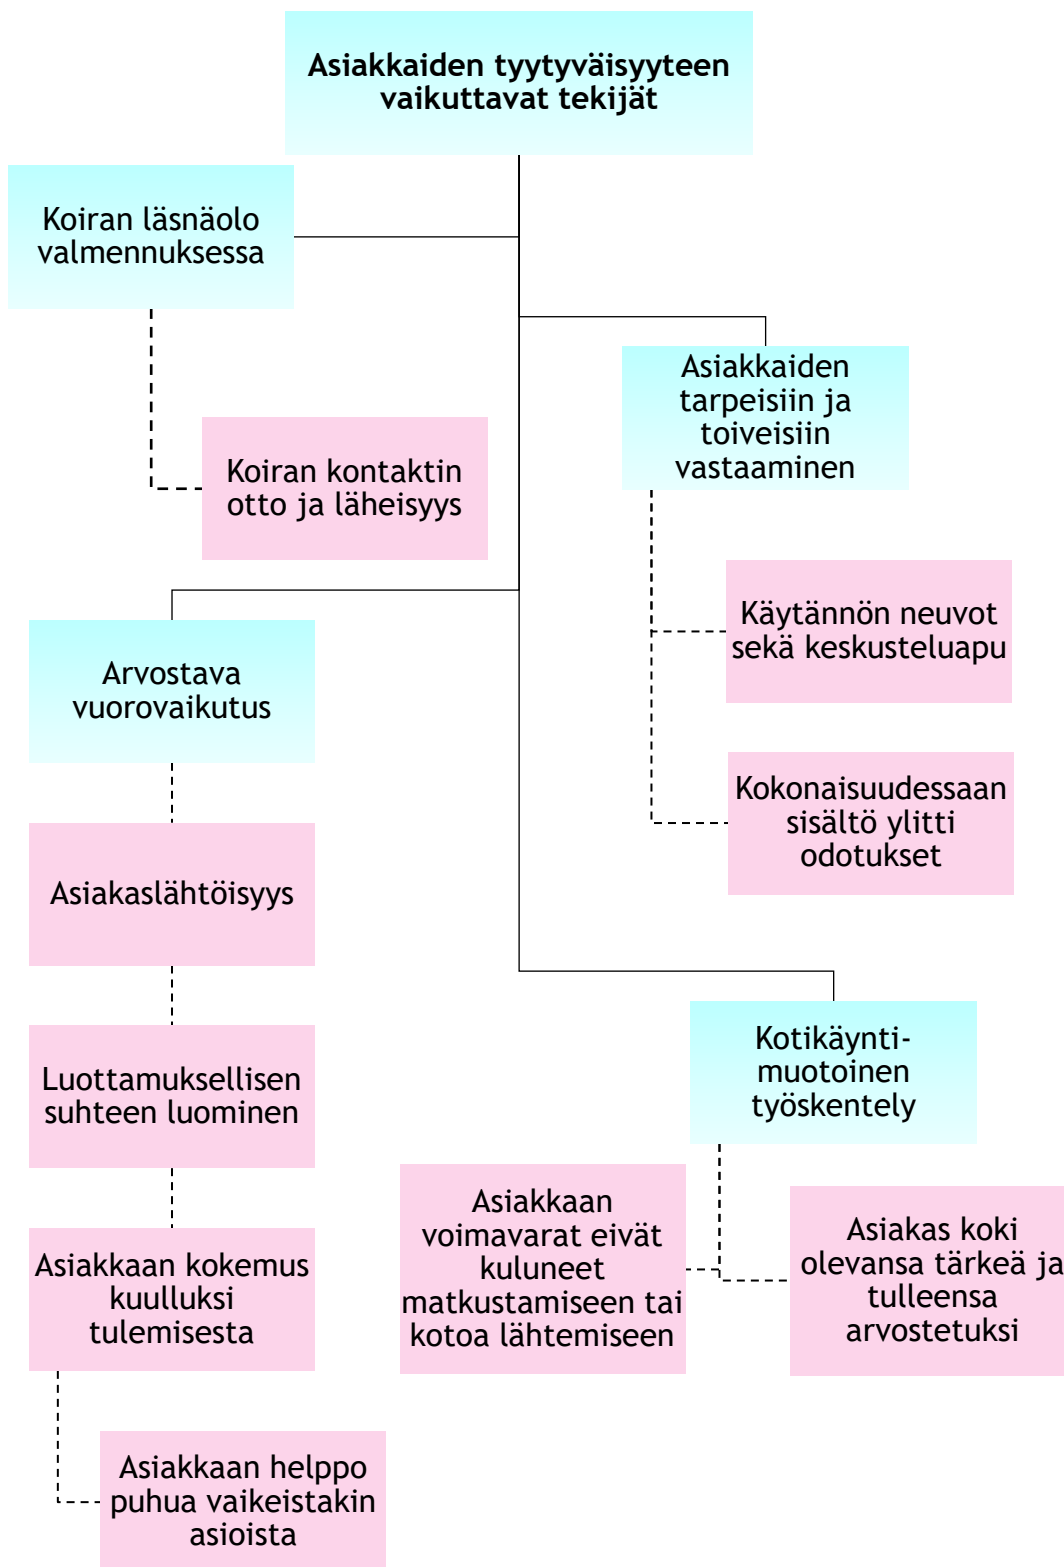 Asiakkaiden tyytyväisyyteen
vaikuttavat tekijät
Koiran läsnäolo
valmennuksessa
Asiakkaiden
tarpeisiin ja
toiveisiin
vastaaminen
Koiran kontaktin
otto ja läheisyys
Käytännön neuvot
sekä keskusteluapu
Arvostava
vuorovaikutus
Kokonaisuudessaan
sisältö ylitti
odotukset
Asiakaslähtöisyys
Luottamuksellisen
suhteen luominen
Kotikäynti-
muotoinen
työskentely
Asiakkaan
voimavarat eivät
kuluneet
matkustamiseen tai
kotoa lähtemiseen
Asiakas koki
olevansa tärkeä ja
tulleensa
arvostetuksi
Asiakkaan kokemus
kuulluksi
tulemisesta
Asiakkaan helppo
puhua vaikeistakin
asioista